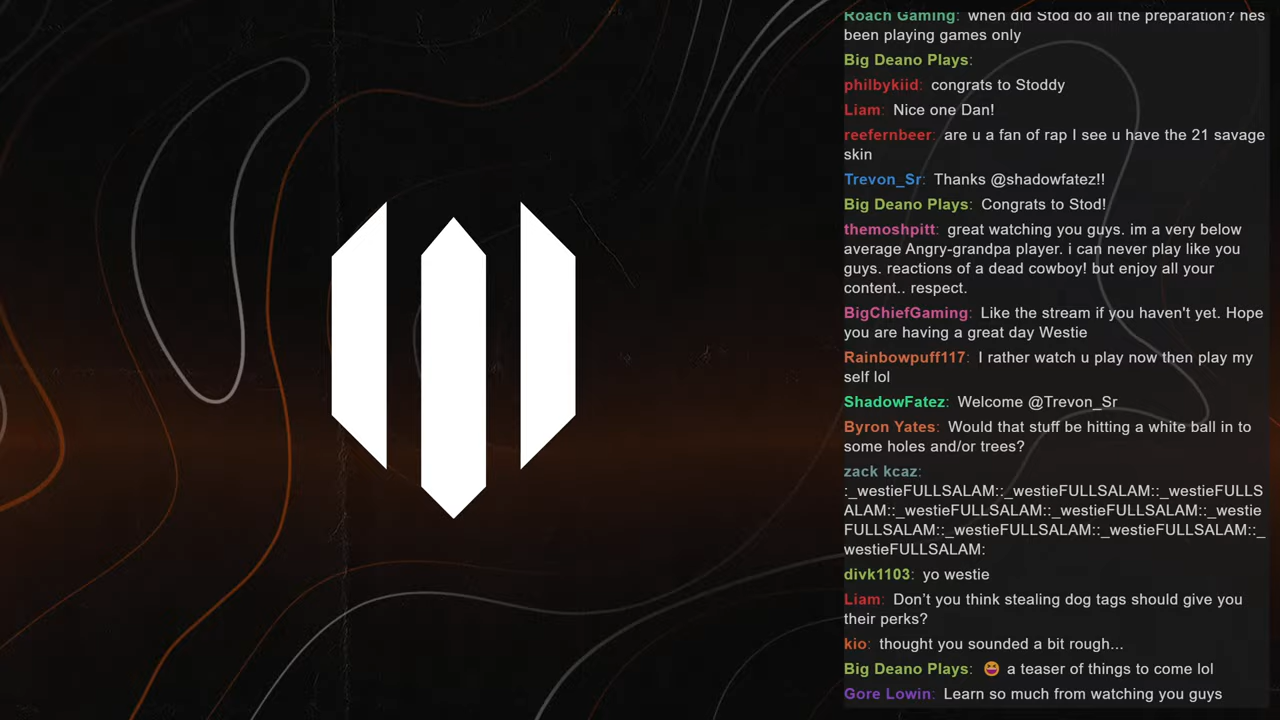 Roach Gaming: when did Stod do all the preparation? hes
been playing games only
Big Deano Plays:
philbykiid: congrats to Stoddy
Liam: Nice one Dan!
reefernbeer: are u a fan of rap I see u have the 21 savage
skin
Trevon_Sr: Thanks @shadowfatez!!
Big Deano Plays: Congrats to Stod!
themoshpitt: great watching you guys. im a very below
average Angry-grandpa player. i can never play like you
guys. reactions of a dead cowboy! but enjoy all your
content.. respect.
BigChiefGaming: Like the stream if you haven't yet. Hope
you are having a great day Westie
Rainbowpuff117: I rather watch u play now then play my
self lol
ShadowFatez: Welcome @Trevon_Sr
Byron Yates: Would that stuff be hitting a white ball in to
some holes and/or trees?
zack kcaz:
:_westieFULLSALAM::_westieFULLSALAM::_westieFULLS
ALAM::_westieFULLSALAM::_westieFULLSALAM::_westie
FULLSALAM::_westieFULLSALAM::_westieFULLSALAM::_
westieFULLSALAM:
divk1103: yo westie
Liam: Don’t you think stealing dog tags should give you
their perks?
kio: thought you sounded a bit rough...
Big Deano Plays: 😆 a teaser of things to come lol
Gore Lowin: Learn so much from watching you guys